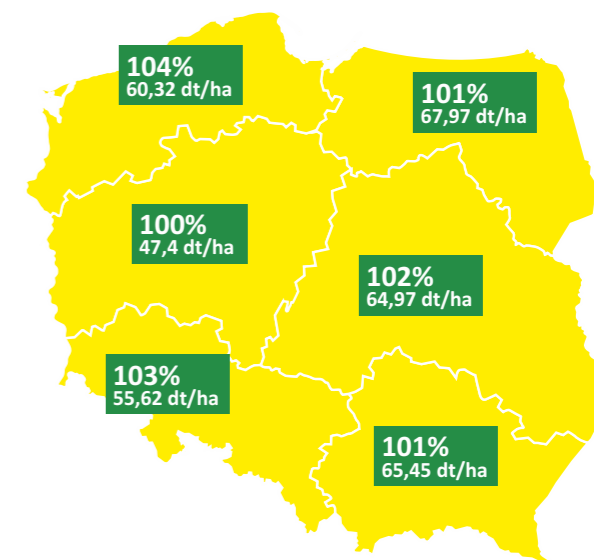 104%
60,32 dt/ha
101%
67,97 dt/ha
100%
47,4 dt/ha
102%
64,97 dt/ha
103%
55,62 dt/ha
101%
65,45 dt/ha